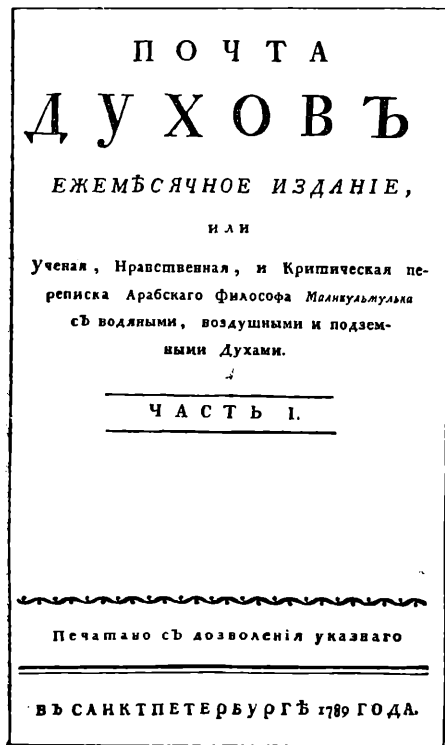 ПОЧТА
ДУХОВЪ
ЕЖЕМѢСЯЧНОЕ ИЗДАНІЕ,
ИЛИ
Ученая, Нравственная, и Критическая пе-
реписка Арабскаго философа Маликульмулька
съ водяными, воздушными и подзем-
ными Духами.
ЧАСТЬ I.
Печатано съ дозволенія указнаго
ВЪ САНКТПЕТЕРБУРГѢ 1789 ГОДА.